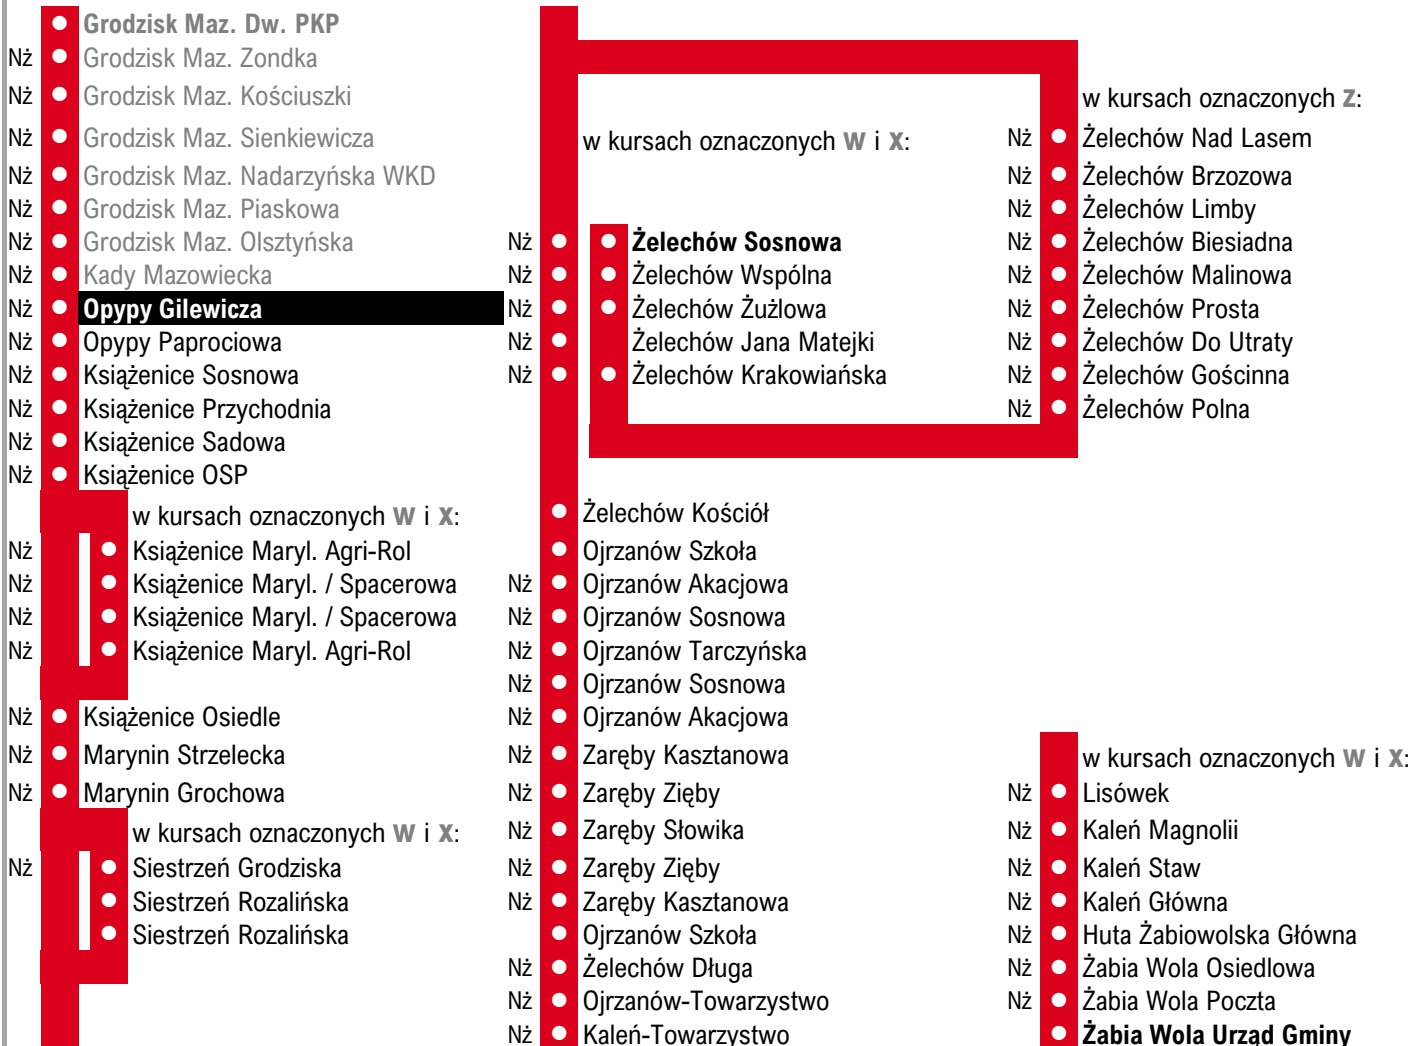 Grodzisk Maz. Dw. PKP
Nż Grodzisk Maz. Zondka
Nż Grodzisk Maz. Kościuszki
Nż Grodzisk Maz. Sienkiewicza
Nż Grodzisk Maz. Nadarzyńska WKD
Nż Grodzisk Maz. Piaskowa
Nż Grodzisk Maz. Olsztyńska
Nż Kady Mazowiecka
Nż Opypy Gilewicza
Nż Opypy Paprociowa
Nż Książenice Sosnowa
Nż Książenice Przychodnia
Nż Książenice Sadowa
Nż Książenice OSP
w kursach oznaczonych W i X:
Nż Książenice Maryl. Agri-Rol
Nż Książenice Maryl. / Spacerowa
Nż Książenice Maryl. / Spacerowa
Nż Książenice Maryl. Agri-Rol
Nż Książenice Osiedle
Nż Marynin Strzelecka
Nż Marynin Grochowa
w kursach oznaczonych W i X:
Nż Siestrzeń Grodziska
Siestrzeń Rozalińska
Siestrzeń Rozalińska
w kursach oznaczonych W i X:
Nż Żelechów Sosnowa
Nż Żelechów Wspólna
Nż Żelechów Żużlowa
Nż Żelechów Jana Matejki
Nż Żelechów Krakowiańska
w kursach oznaczonych Z:
Nż Żelechów Nad Lasem
Nż Żelechów Brzozowa
Nż Żelechów Limby
Nż Żelechów Biesiadna
Nż Żelechów Malinowa
Nż Żelechów Prosta
Nż Żelechów Do Utraty
Nż Żelechów Gościnna
Nż Żelechów Polna
Żelechów Kościół
Ojrzanów Szkoła
Nż Ojrzanów Akacjowa
Nż Ojrzanów Sosnowa
Nż Ojrzanów Tarczyńska
Nż Ojrzanów Sosnowa
Nż Ojrzanów Akacjowa
Nż Zaręby Kasztanowa
Nż Zaręby Zięby
Nż Zaręby Słowika
Nż Zaręby Zięby
Nż Zaręby Kasztanowa
Ojrzanów Szkoła
Nż Żelechów Długa
Nż Ojrzanów-Towarzystwo
Nż Kaleń-Towarzystwo
w kursach oznaczonych W i X:
Nż Lisówek
Nż Kaleń Magnolii
Nż Kaleń Staw
Nż Kaleń Główna
Nż Huta Żabiowolska Główna
Nż Żabia Wola Osiedlowa
Nż Żabia Wola Poczta
Żabia Wola Urząd Gminy